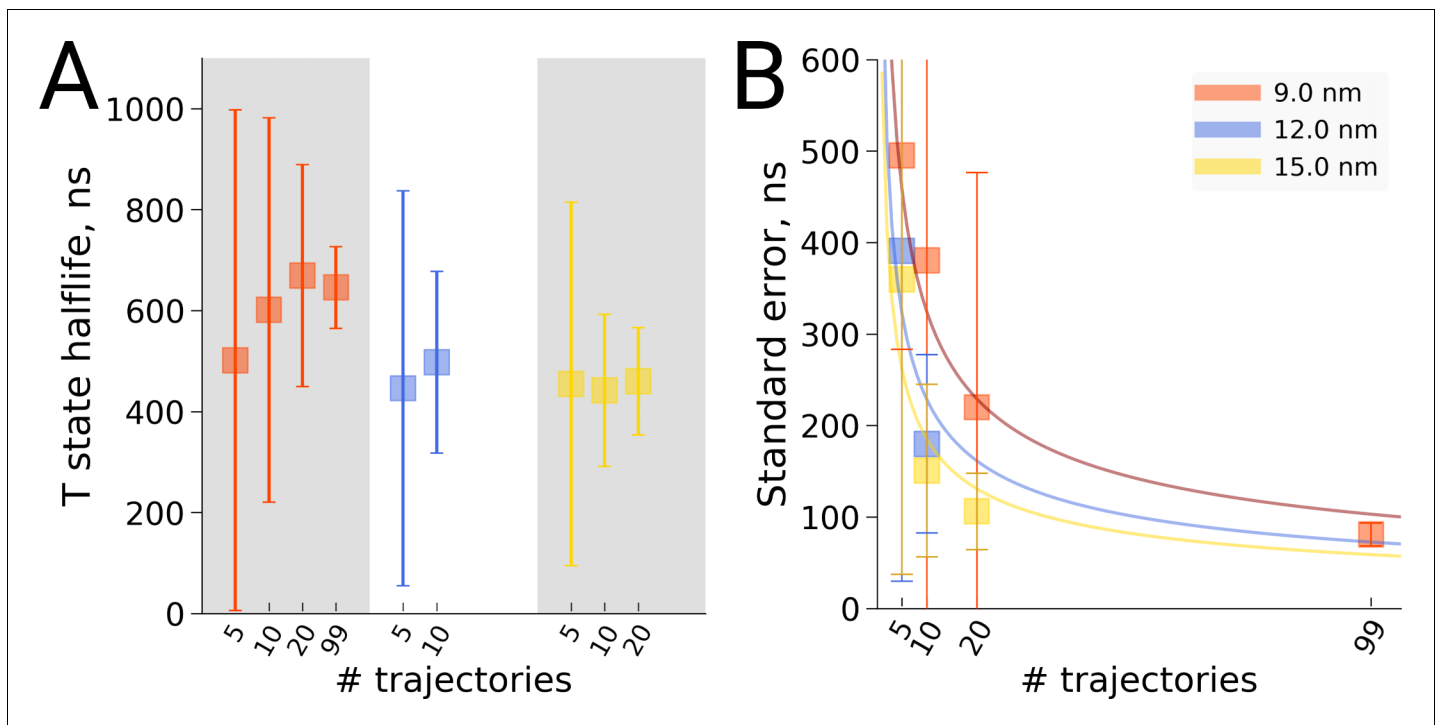 A
T state halflife, ns
1000
800
600
400
200
0
5 10 20 99 5 10 5 10 20
# trajectories
B
Standard error, ns
600
500
400
300
200
100
0
9.0 nm
12.0 nm
15.0 nm
5 10 20 99
# trajectories